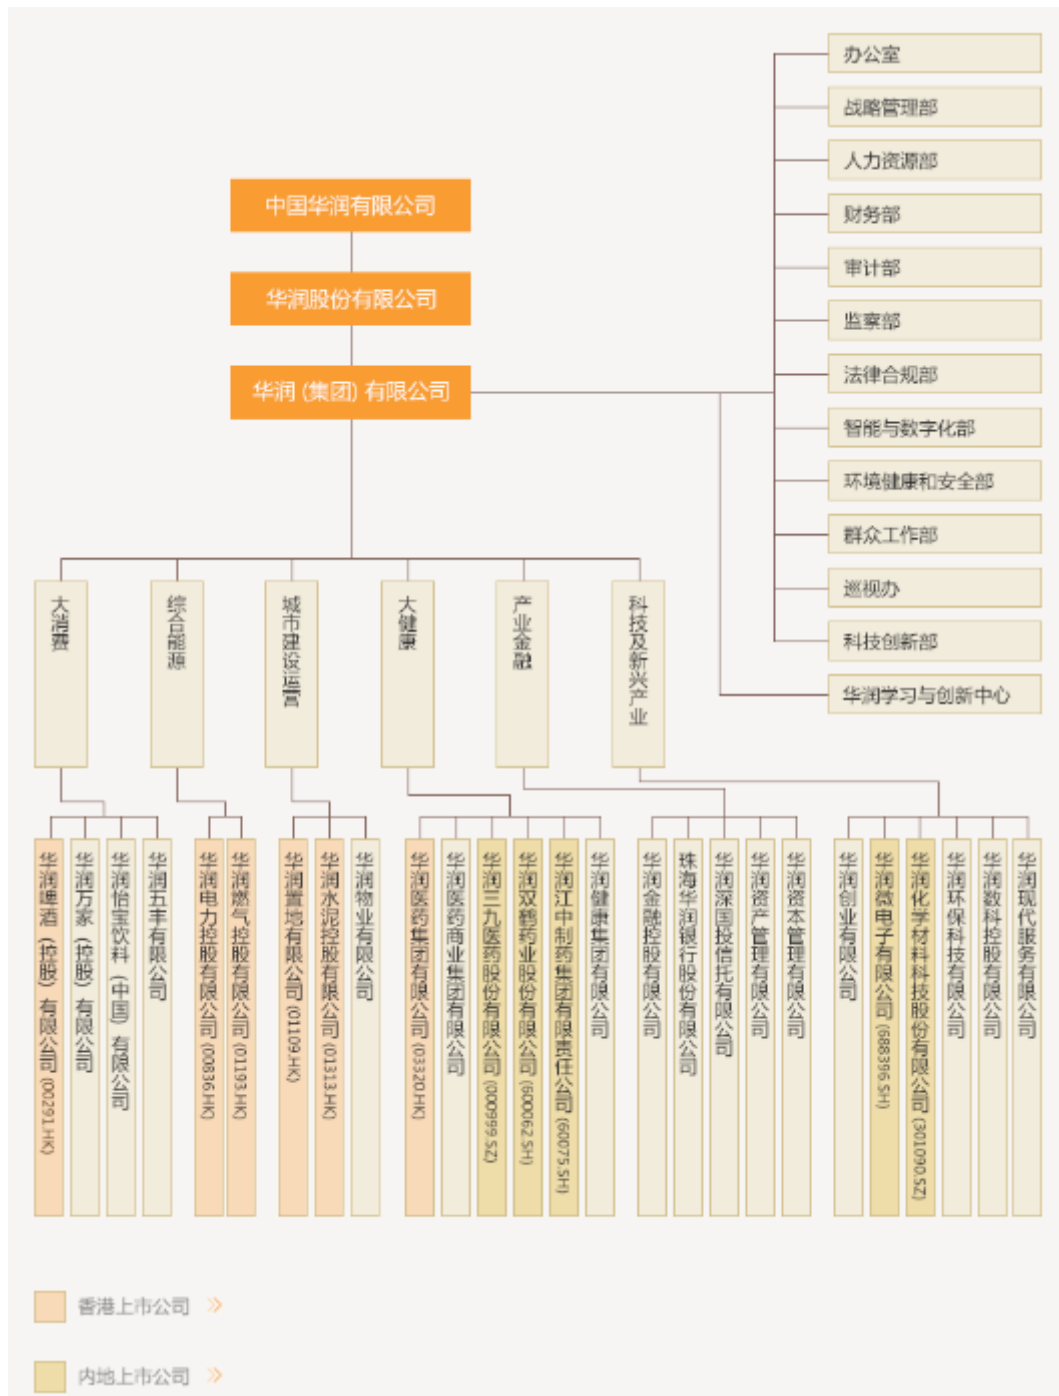 办公室
战略管理部
人力资源部
财务部
审计部
监察部
法律合规部
智能与数字化部
环境健康和安全部
群众工作部
巡视办
科技创新部
华润学习与创新中心
中国华润有限公司
华润股份有限公司
华润 (集团) 有限公司
大消费
综合能源
城市建设运营
大健康
产业金融
科技及新兴产业
华润啤酒（控股）有限公司 (00291.HK)
华润万家（控股）有限公司
华润怡宝饮料（中国）有限公司
华润五丰有限公司
华润电力控股有限公司 (00836.HK)
华润燃气控股有限公司 (01193.HK)
华润置地有限公司 (01109.HK)
华润水泥控股有限公司 (01313.HK)
华润物业有限公司
华润医药集团有限公司 (03320.HK)
华润医药商业集团有限公司
华润三九医药股份有限公司 (000999.SZ)
华润双鹤药业股份有限公司 (600062.SH)
华润江中制药集团有限责任公司 (60075.SH)
华润健康集团有限公司
华润金融控股有限公司
珠海华润银行股份有限公司
华润深国投信托有限公司
华润资产管理有限公司
华润资本管理有限公司
华润创业有限公司
华润微电子有限公司 (688396.SH)
华润化学材料科技股份有限公司 (301090.SZ)
华润环保科技有限公司
华润数科控股有限公司
华润现代服务有限公司
香港上市公司 »
内地上市公司 »